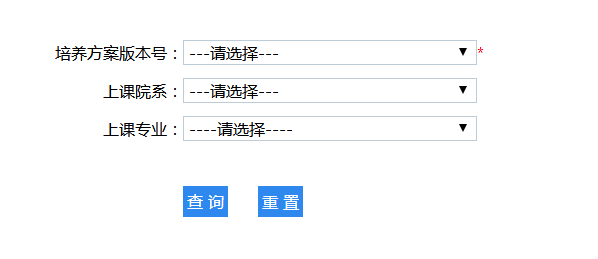 培养方案版本号： ---请选择--- *
上课院系： ---请选择---
上课专业： ----请选择----
查 询 重 置